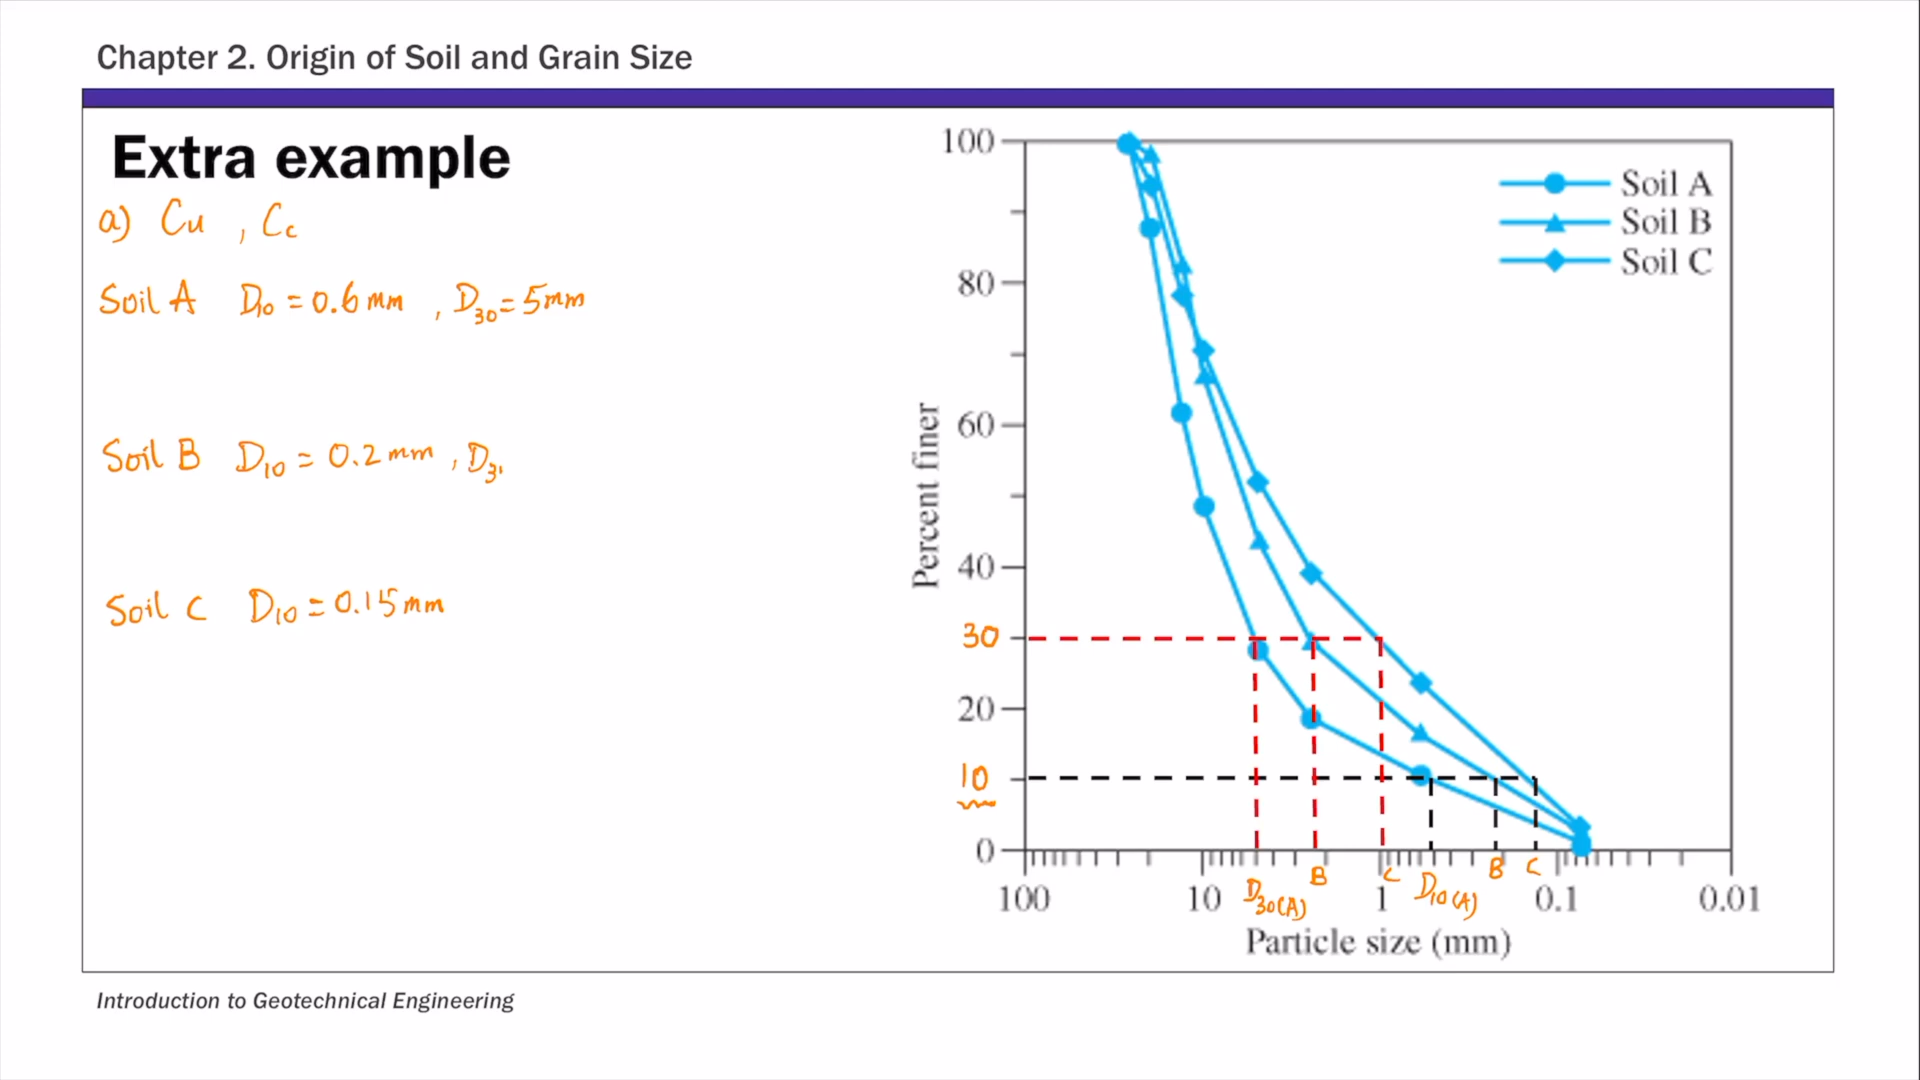 Chapter 2. Origin of Soil and Grain Size
Extra example
a) Cu , Cc
Soil A D10 = 0.6 mm , D30 = 5 mm
Soil B D10 = 0.2 mm , D3
Soil C D10 = 0.15 mm
Percent finer
100
80
60
40
30
20
10
0
Soil A
Soil B
Soil C
100 10 D30(A) B 1 C D10(A) B C 0.1 0.01
Particle size (mm)
Introduction to Geotechnical Engineering